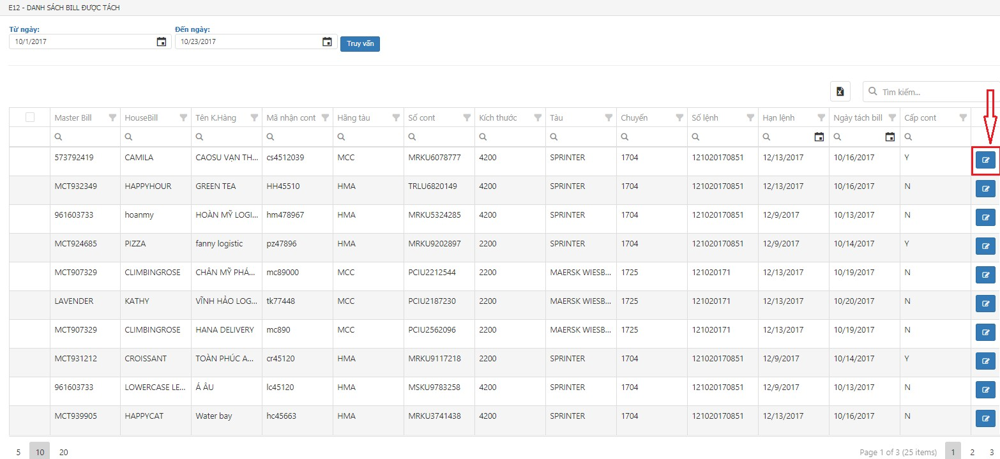 E12 - DANH SÁCH BILL ĐƯỢC TÁCH
Từ ngày: Đến ngày:
10/1/2017 10/23/2017 Truy vấn
Tìm kiếm...
Master Bill HouseBill Tên K.Hàng Mã nhận cont Hãng tàu Số cont Kích thước Tàu Chuyến Số lệnh Hạn lệnh Ngày tách bill Cấp cont
573792419 CAMILA CAOSU VẠN TH... cs4512039 MCC MRKU6078777 4200 SPRINTER 1704 121020170851 12/13/2017 10/16/2017 Y
MCT932349 HAPPYHOUR GREEN TEA HH45510 HMA TRLU6820149 4200 SPRINTER 1704 121020170851 12/13/2017 10/16/2017 N
961603733 hoanmy HOÀN MỸ LOGI... hm478967 HMA MRKU5324285 4200 SPRINTER 1704 121020170851 12/9/2017 10/13/2017 N
MCT924685 PIZZA fanny logistic pz47896 HMA MRKU9202897 2200 SPRINTER 1704 121020170851 12/9/2017 10/14/2017 Y
MCT907329 CLIMBINGROSE CHÂN MỸ PHÁ... mc89000 MCC PCIU2212544 2200 MAERSK WIESB... 1725 121020171 12/13/2017 10/19/2017 N
LAVENDER KATHY VĨNH HẢO LOG... tk77448 MCC PCIU2187230 2200 MAERSK WIESB... 1725 121020171 12/13/2017 10/20/2017 N
MCT907329 CLIMBINGROSE HANA DELIVERY mc890 MCC PCIU2562096 2200 MAERSK WIESB... 1725 121020171 12/13/2017 10/19/2017 N
MCT931212 CROISSANT TOÀN PHÚC A... cr45120 HMA MRKU9117218 2200 SPRINTER 1704 121020170851 12/9/2017 10/14/2017 Y
961603733 LOWERCASE LE... Á ÂU lc45120 HMA MSKU9783258 4200 SPRINTER 1704 121020170851 12/9/2017 10/13/2017 N
MCT939905 HAPPYCAT Water bay hc45663 HMA MRKU3741438 4200 SPRINTER 1704 121020170851 12/13/2017 10/16/2017 N
5 10 20 Page 1 of 3 (25 items) 1 2 3